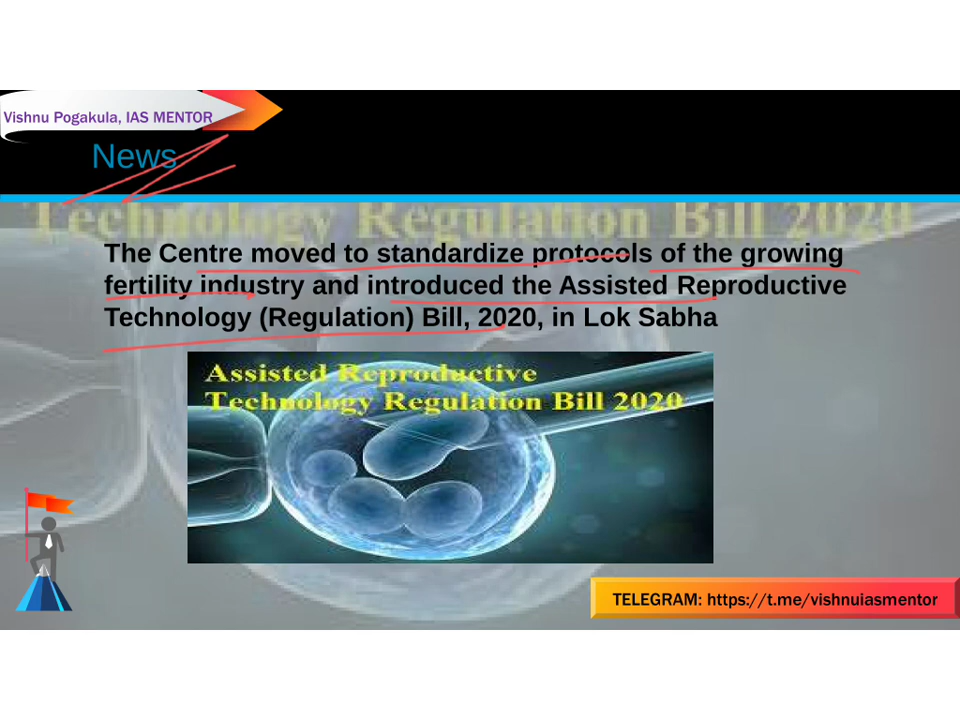 Vishnu Pogakula, IAS MENTOR
News
Technology Regulation Bill 2020
The Centre moved to standardize protocols of the growing
fertility industry and introduced the Assisted Reproductive
Technology (Regulation) Bill, 2020, in Lok Sabha
Assisted Reproductive
Technology Regulation Bill 2020
TELEGRAM: https://t.me/vishnuiasmentor